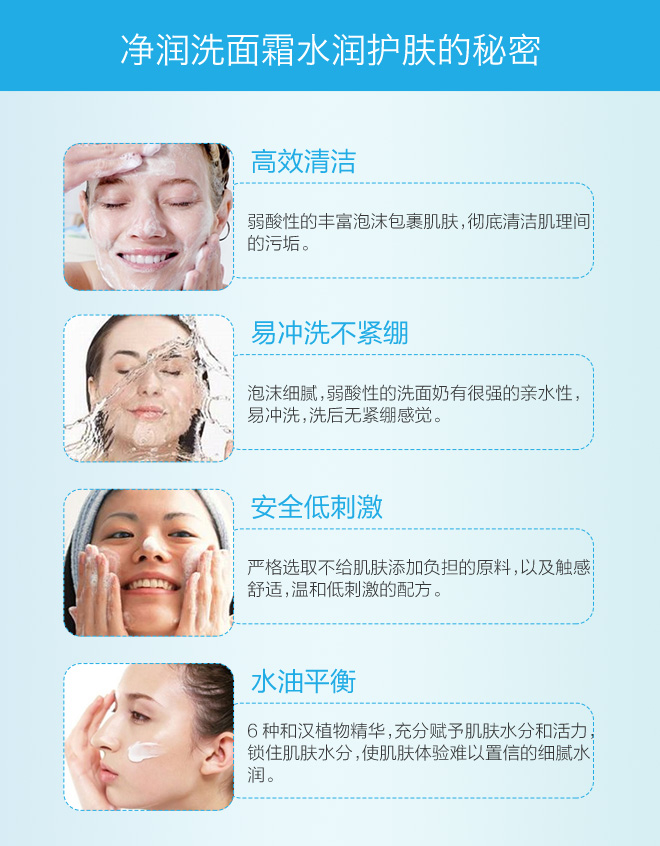 净润洗面霜水润护肤的秘密
高效清洁
弱酸性的丰富泡沫包裹肌肤,彻底清洁肌理间
的污垢。
易冲洗不紧绷
泡沫细腻,弱酸性的洗面奶有很强的亲水性,
易冲洗,洗后无紧绷感觉。
安全低刺激
严格选取不给肌肤添加负担的原料,以及触感
舒适,温和低刺激的配方。
水油平衡
6 种和汉植物精华,充分赋予肌肤水分和活力,
锁住肌肤水分,使肌肤体验难以置信的细腻水
润。